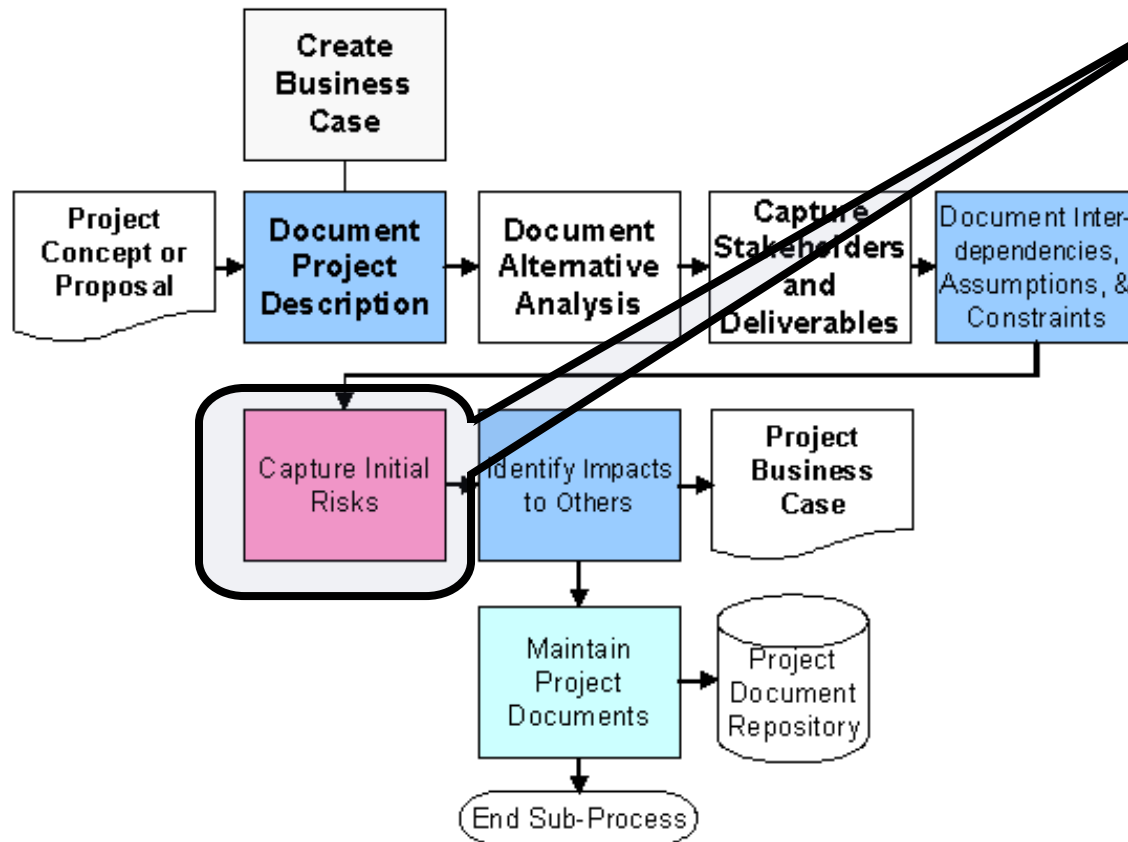 Create
Business
Case
Project
Concept or
Proposal
Document
Project
Description
Document
Alternative
Analysis
Capture
Stakeholders
and
Deliverables
Document Inter-
dependencies,
Assumptions, &
Constraints
Capture Initial
Risks
Identify Impacts
to Others
Project
Business
Case
Maintain
Project
Documents
Project
Document
Repository
End Sub-Process